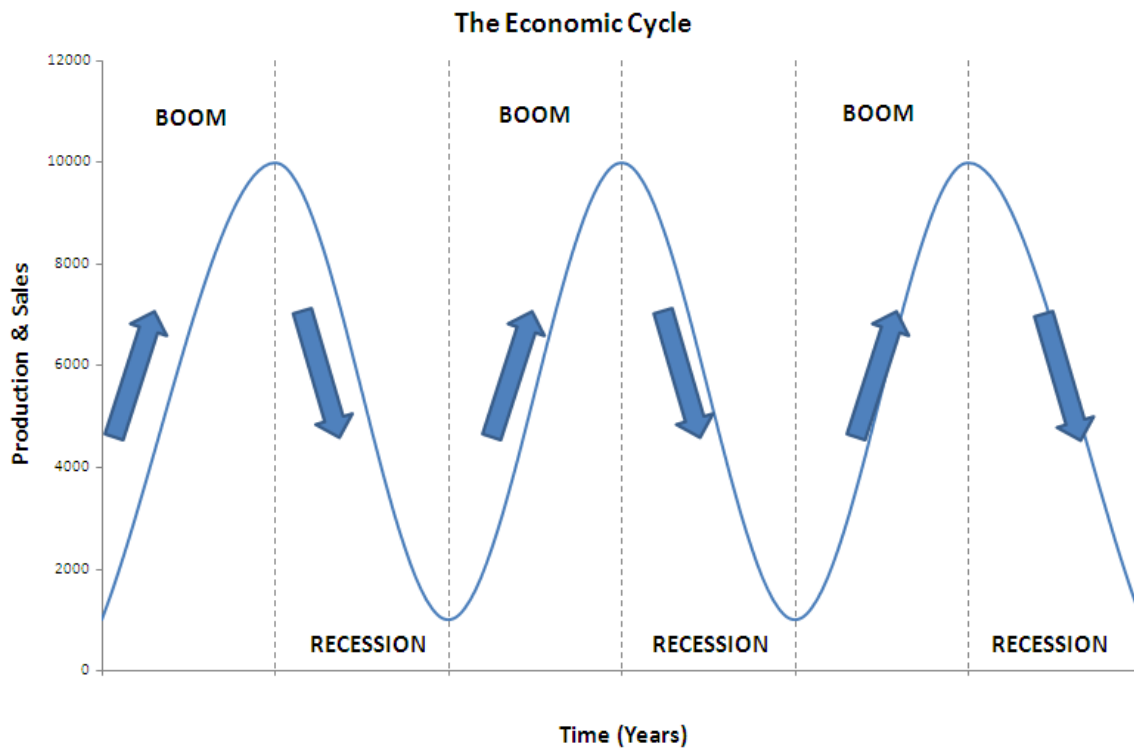 The Economic Cycle
12000
BOOM
BOOM
BOOM
10000
8000
Production & Sales
6000
4000
2000
RECESSION
RECESSION
RECESSION
0
Time (Years)